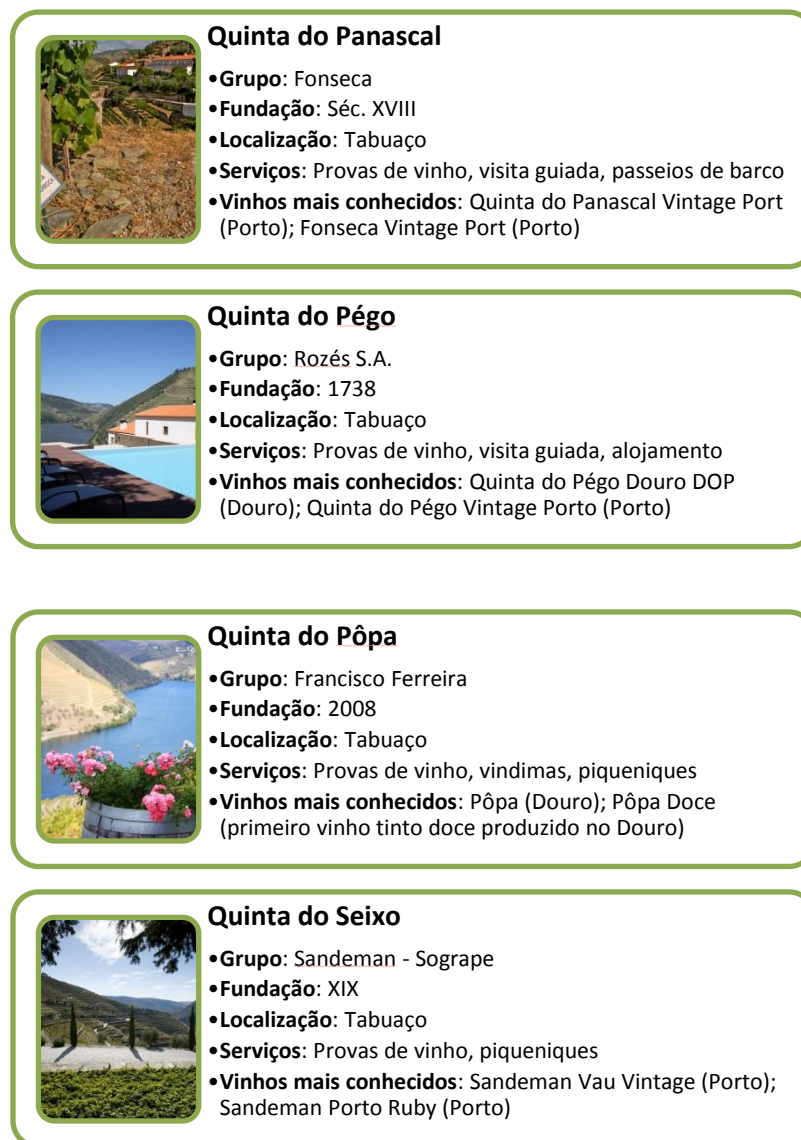 Quinta do Panascal
•Grupo: Fonseca
•Fundação: Séc. XVIII
•Localização: Tabuaço
•Serviços: Provas de vinho, visita guiada, passeios de barco
•Vinhos mais conhecidos: Quinta do Panascal Vintage Port
(Porto); Fonseca Vintage Port (Porto)
Quinta do Pégo
•Grupo: Rozés S.A.
•Fundação: 1738
•Localização: Tabuaço
•Serviços: Provas de vinho, visita guiada, alojamento
•Vinhos mais conhecidos: Quinta do Pégo Douro DOP
(Douro); Quinta do Pégo Vintage Porto (Porto)
Quinta do Pôpa
•Grupo: Francisco Ferreira
•Fundação: 2008
•Localização: Tabuaço
•Serviços: Provas de vinho, vindimas, piqueniques
•Vinhos mais conhecidos: Pôpa (Douro); Pôpa Doce
(primeiro vinho tinto doce produzido no Douro)
Quinta do Seixo
•Grupo: Sandeman - Sogrape
•Fundação: XIX
•Localização: Tabuaço
•Serviços: Provas de vinho, piqueniques
•Vinhos mais conhecidos: Sandeman Vau Vintage (Porto);
Sandeman Porto Ruby (Porto)